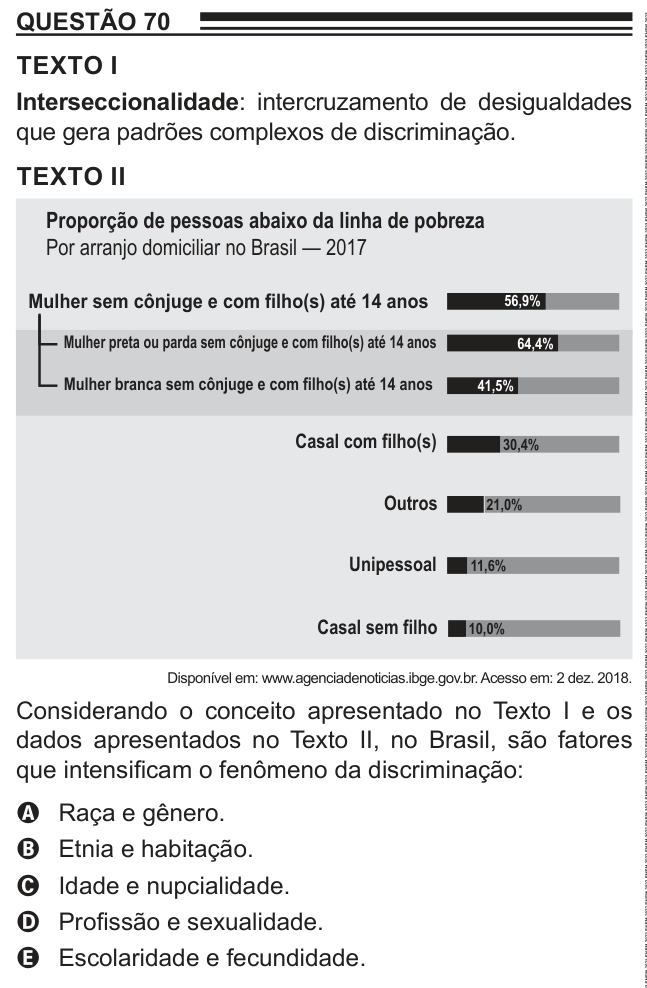 QUESTÃO 70
TEXTO I
Interseccionalidade: intercruzamento de desigualdades
que gera padrões complexos de discriminação.
TEXTO II
Proporção de pessoas abaixo da linha de pobreza
Por arranjo domiciliar no Brasil — 2017
Mulher sem cônjuge e com filho(s) até 14 anos 56,9%
Mulher preta ou parda sem cônjuge e com filho(s) até 14 anos 64,4%
Mulher branca sem cônjuge e com filho(s) até 14 anos 41,5%
Casal com filho(s) 30,4%
Outros 21,0%
Unipessoal 11,6%
Casal sem filho 10,0%
Disponível em: www.agenciadenoticias.ibge.gov.br. Acesso em: 2 dez. 2018.
Considerando o conceito apresentado no Texto I e os
dados apresentados no Texto II, no Brasil, são fatores
que intensificam o fenômeno da discriminação:
A Raça e gênero.
B Etnia e habitação.
C Idade e nupcialidade.
D Profissão e sexualidade.
E Escolaridade e fecundidade.